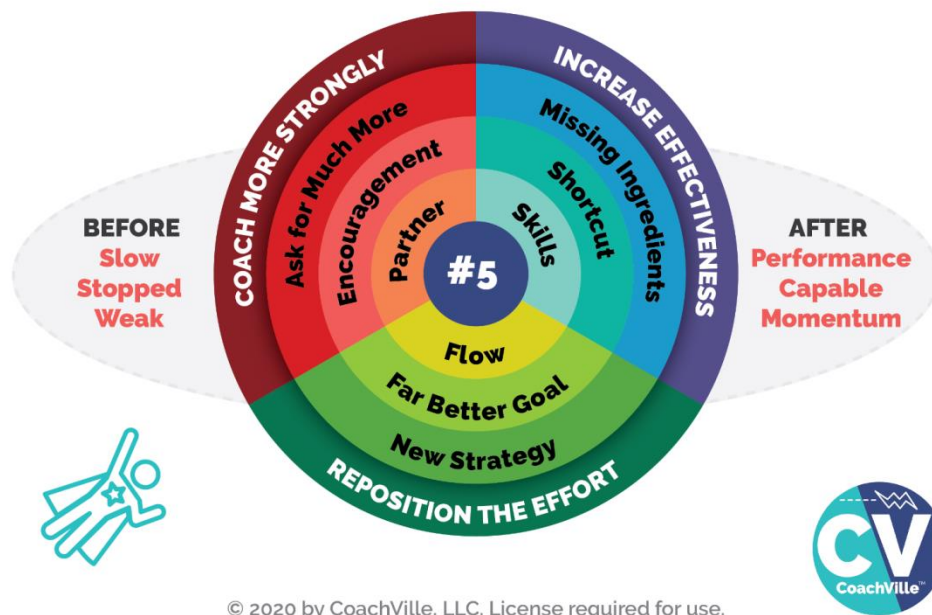 COACH MORE STRONGLY
Ask for Much More
Encouragement
Partner
INCREASE EFFECTIVENESS
Missing Ingredients
Shortcut
Skills
BEFORE
Slow
Stopped
Weak
#5
AFTER
Performance
Capable
Momentum
Flow
Far Better Goal
New Strategy
REPOSITION THE EFFORT
CV
CoachVille™
© 2020 by CoachVille, LLC. License required for use.